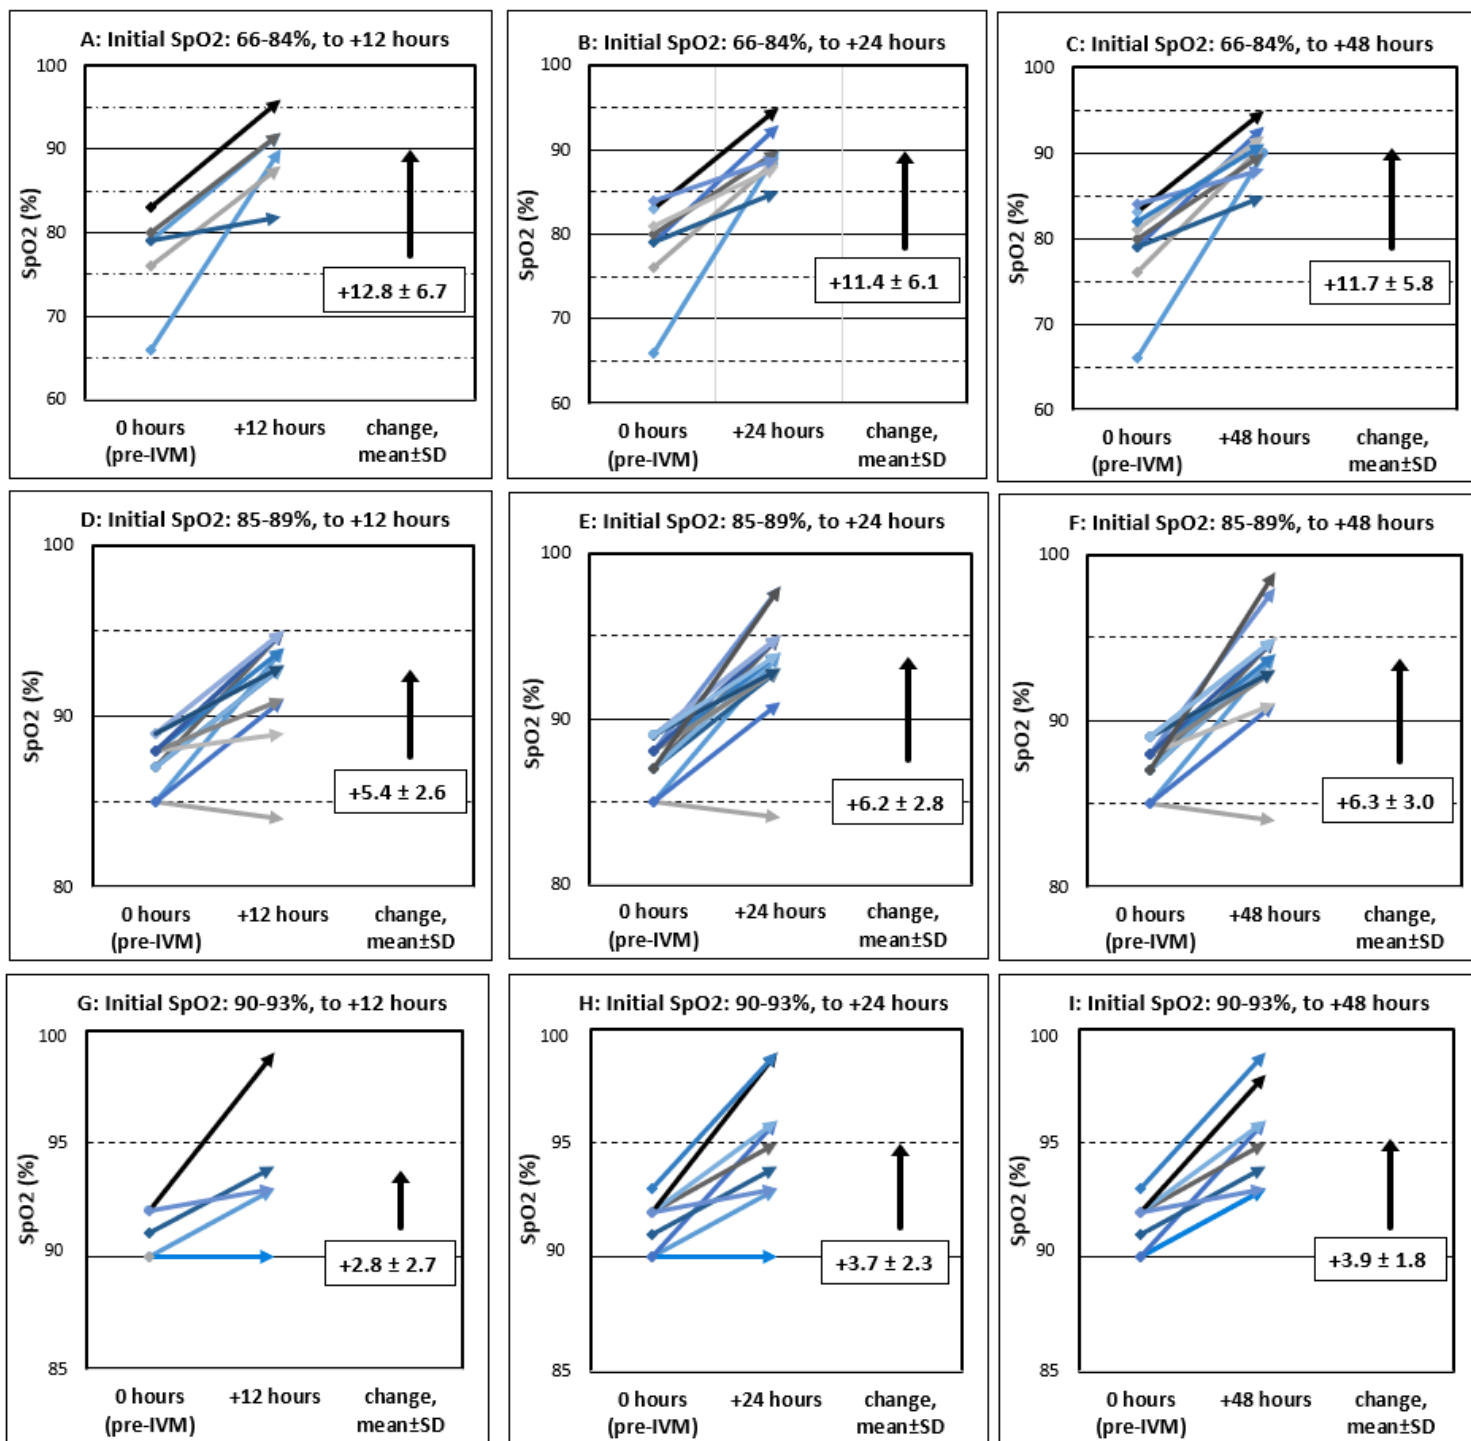 A: Initial SpO2: 66-84%, to +12 hours
100
90
80
70
60
SpO2 (%)
+12.8 ± 6.7
0 hours
(pre-IVM)
+12 hours
change,
mean±SD
B: Initial SpO2: 66-84%, to +24 hours
100
90
80
70
60
SpO2 (%)
+11.4 ± 6.1
0 hours
(pre-IVM)
+24 hours
change,
mean±SD
C: Initial SpO2: 66-84%, to +48 hours
100
90
80
70
60
SpO2 (%)
+11.7 ± 5.8
0 hours
(pre-IVM)
+48 hours
change,
mean±SD
D: Initial SpO2: 85-89%, to +12 hours
100
90
80
SpO2 (%)
+5.4 ± 2.6
0 hours
(pre-IVM)
+12 hours
change,
mean±SD
E: Initial SpO2: 85-89%, to +24 hours
100
90
80
SpO2 (%)
+6.2 ± 2.8
0 hours
(pre-IVM)
+24 hours
change,
mean±SD
F: Initial SpO2: 85-89%, to +48 hours
100
90
80
SpO2 (%)
+6.3 ± 3.0
0 hours
(pre-IVM)
+48 hours
change,
mean±SD
G: Initial SpO2: 90-93%, to +12 hours
100
95
90
85
SpO2 (%)
+2.8 ± 2.7
0 hours
(pre-IVM)
+12 hours
change,
mean±SD
H: Initial SpO2: 90-93%, to +24 hours
100
95
90
85
SpO2 (%)
+3.7 ± 2.3
0 hours
(pre-IVM)
+24 hours
change,
mean±SD
I: Initial SpO2: 90-93%, to +48 hours
100
95
90
85
SpO2 (%)
+3.9 ± 1.8
0 hours
(pre-IVM)
+48 hours
change,
mean±SD